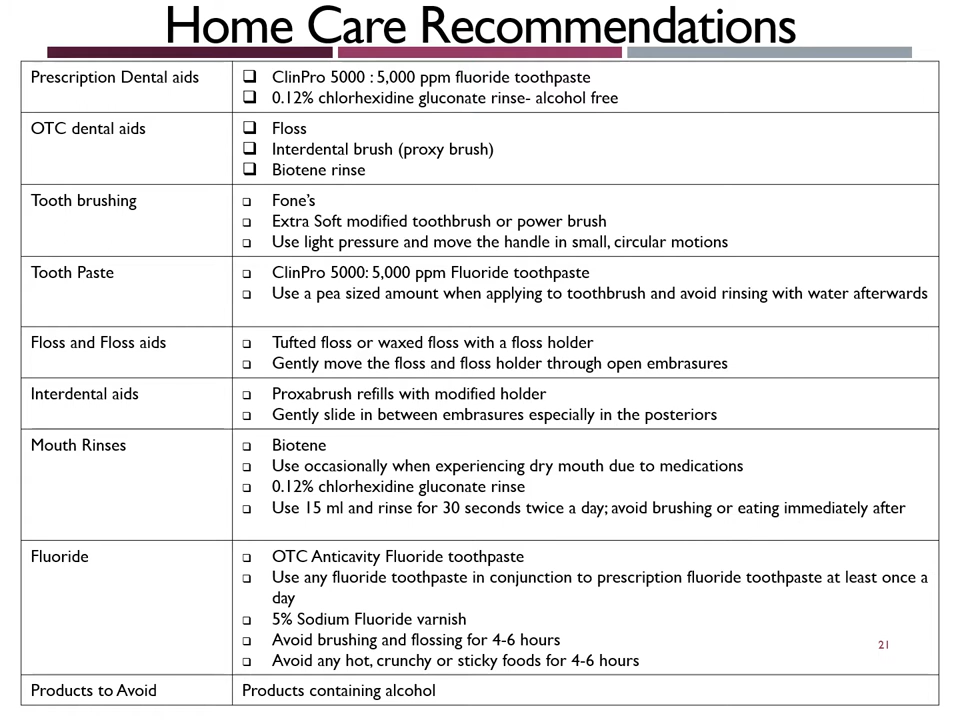 Home Care Recommendations
Prescription Dental aids
❑ ClinPro 5000 : 5,000 ppm fluoride toothpaste
❑ 0.12% chlorhexidine gluconate rinse- alcohol free
OTC dental aids
❑ Floss
❑ Interdental brush (proxy brush)
❑ Biotene rinse
Tooth brushing
❑ Fone's
❑ Extra Soft modified toothbrush or power brush
❑ Use light pressure and move the handle in small, circular motions
Tooth Paste
❑ ClinPro 5000: 5,000 ppm Fluoride toothpaste
❑ Use a pea sized amount when applying to toothbrush and avoid rinsing with water afterwards
Floss and Floss aids
❑ Tufted floss or waxed floss with a floss holder
❑ Gently move the floss and floss holder through open embrasures
Interdental aids
❑ Proxabrush refills with modified holder
❑ Gently slide in between embrasures especially in the posteriors
Mouth Rinses
❑ Biotene
❑ Use occasionally when experiencing dry mouth due to medications
❑ 0.12% chlorhexidine gluconate rinse
❑ Use 15 ml and rinse for 30 seconds twice a day; avoid brushing or eating immediately after
Fluoride
❑ OTC Anticavity Fluoride toothpaste
❑ Use any fluoride toothpaste in conjunction to prescription fluoride toothpaste at least once a
day
❑ 5% Sodium Fluoride varnish
❑ Avoid brushing and flossing for 4-6 hours
❑ Avoid any hot, crunchy or sticky foods for 4-6 hours
21
Products to Avoid
Products containing alcohol